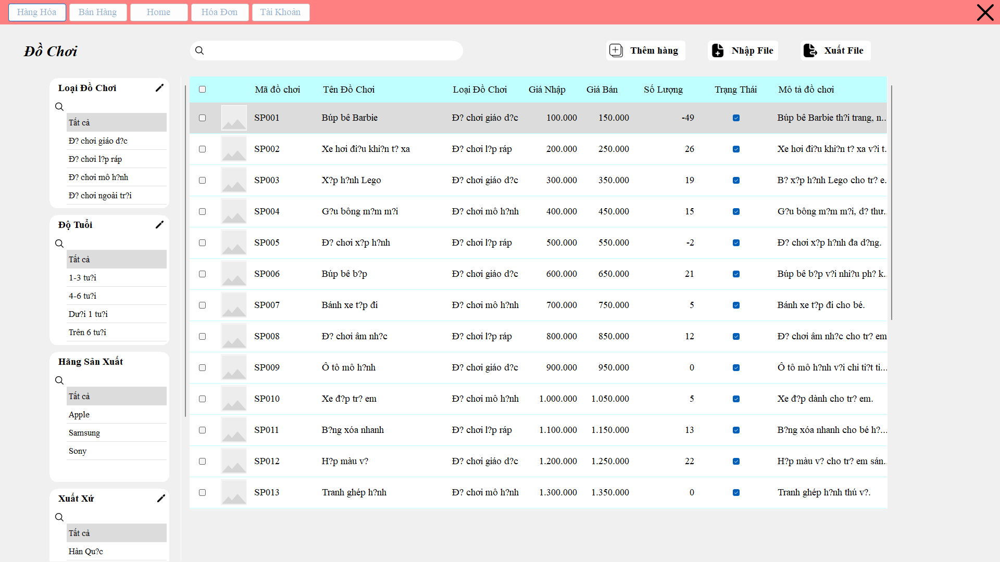 Hàng Hóa Bán Hàng Home Hóa Đơn Tài Khoản
Đồ Chơi
Thêm hàng Nhập File Xuất File
Loại Đồ Chơi
Tất cả
Đ? chơi giáo d?c
Đ? chơi l?p ráp
Đ? chơi mô h?nh
Đ? chơi ngoài tr?i
Độ Tuổi
Tất cả
1-3 tu?i
4-6 tu?i
Dư?i 1 tu?i
Trên 6 tu?i
Hãng Sản Xuất
Tất cả
Apple
Samsung
Sony
Xuất Xứ
Tất cả
Hàn Qu?c
Mã đồ chơi Tên Đồ Chơi Loại Đồ Chơi Giá Nhập Giá Bán Số Lượng Trạng Thái Mô tả đồ chơi
SP001 Búp bê Barbie Đ? chơi giáo d?c 100.000 150.000 -49 Búp bê Barbie th?i trang, n...
SP002 Xe hơi đi?u khi?n t? xa Đ? chơi l?p ráp 200.000 250.000 26 Xe hơi đi?u khi?n t? xa v?i t...
SP003 X?p h?nh Lego Đ? chơi giáo d?c 300.000 350.000 19 B? x?p h?nh Lego cho tr? e...
SP004 G?u bông m?m m?i Đ? chơi mô h?nh 400.000 450.000 15 G?u bông m?m m?i, d? thư...
SP005 Đ? chơi x?p h?nh Đ? chơi l?p ráp 500.000 550.000 -2 Đ? chơi x?p h?nh đa d?ng.
SP006 Búp bê b?p Đ? chơi giáo d?c 600.000 650.000 21 Búp bê b?p v?i nhi?u ph? k...
SP007 Bánh xe t?p đi Đ? chơi mô h?nh 700.000 750.000 5 Bánh xe t?p đi cho bé.
SP008 Đ? chơi âm nh?c Đ? chơi l?p ráp 800.000 850.000 12 Đ? chơi âm nh?c cho tr? em
SP009 Ô tô mô h?nh Đ? chơi giáo d?c 900.000 950.000 0 Ô tô mô h?nh v?i chi ti?t ti...
SP010 Xe đ?p tr? em Đ? chơi mô h?nh 1.000.000 1.050.000 5 Xe đ?p dành cho tr? em.
SP011 B?ng xóa nhanh Đ? chơi l?p ráp 1.100.000 1.150.000 13 B?ng xóa nhanh cho bé h?...
SP012 H?p màu v? Đ? chơi giáo d?c 1.200.000 1.250.000 22 H?p màu v? cho tr? em sán...
SP013 Tranh ghép h?nh Đ? chơi mô h?nh 1.300.000 1.350.000 0 Tranh ghép h?nh thú v?.